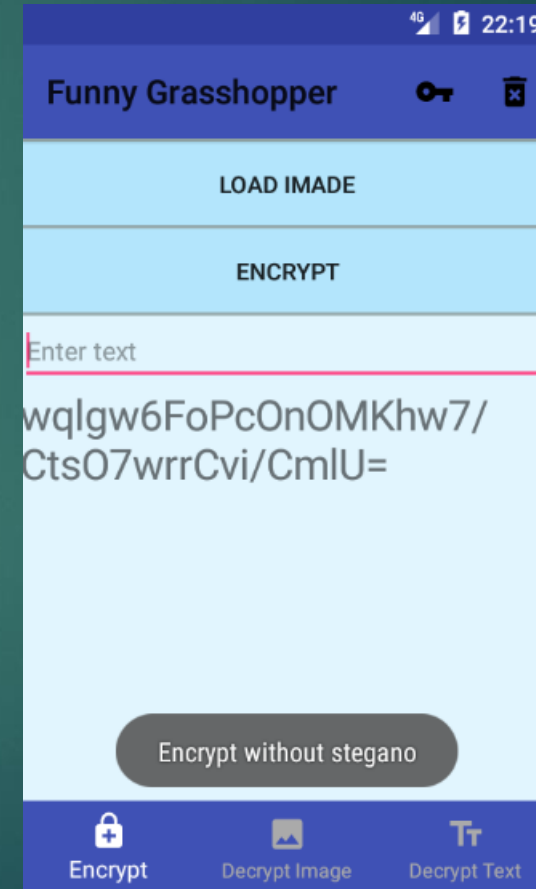 4G 22:19
Funny Grasshopper
LOAD IMADE
ENCRYPT
Enter text
wqlgw6FoPcOnOMKhw7/
CtsO7wrrCvi/CmlU=
Encrypt without stegano
Encrypt Decrypt Image Decrypt Text